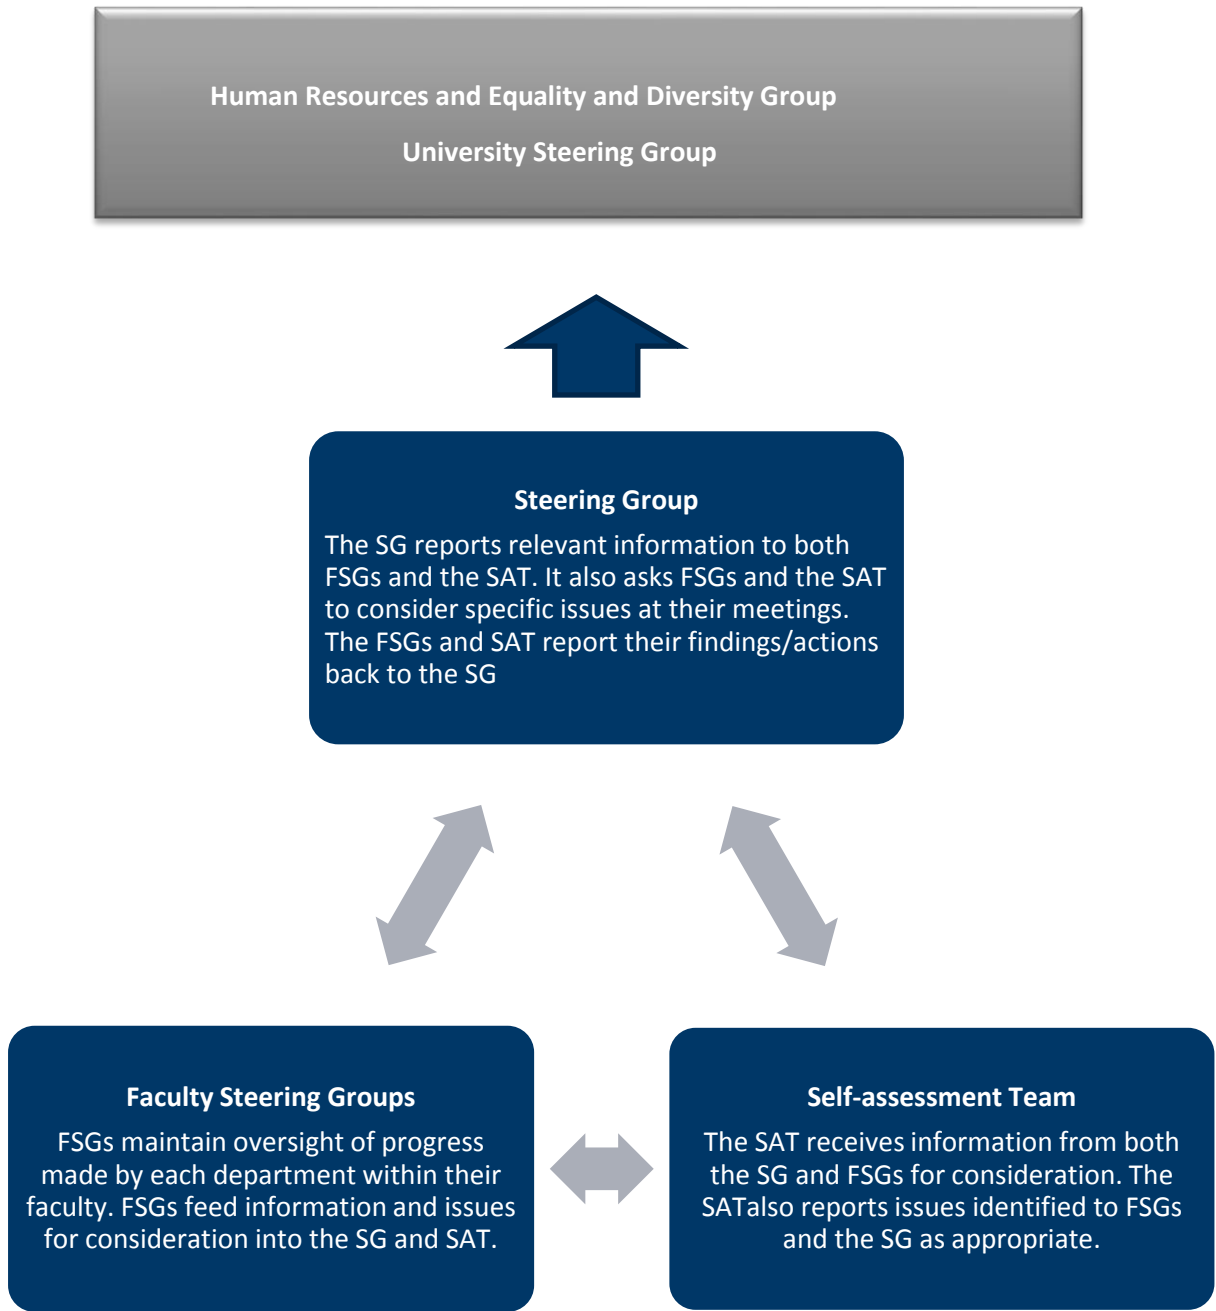 Human Resources and Equality and Diversity Group
University Steering Group
Steering Group
The SG reports relevant information to both
FSGs and the SAT. It also asks FSGs and the SAT
to consider specific issues at their meetings.
The FSGs and SAT report their findings/actions
back to the SG
Faculty Steering Groups
FSGs maintain oversight of progress
made by each department within their
faculty. FSGs feed information and issues
for consideration into the SG and SAT.
Self-assessment Team
The SAT receives information from both
the SG and FSGs for consideration. The
SATalso reports issues identified to FSGs
and the SG as appropriate.